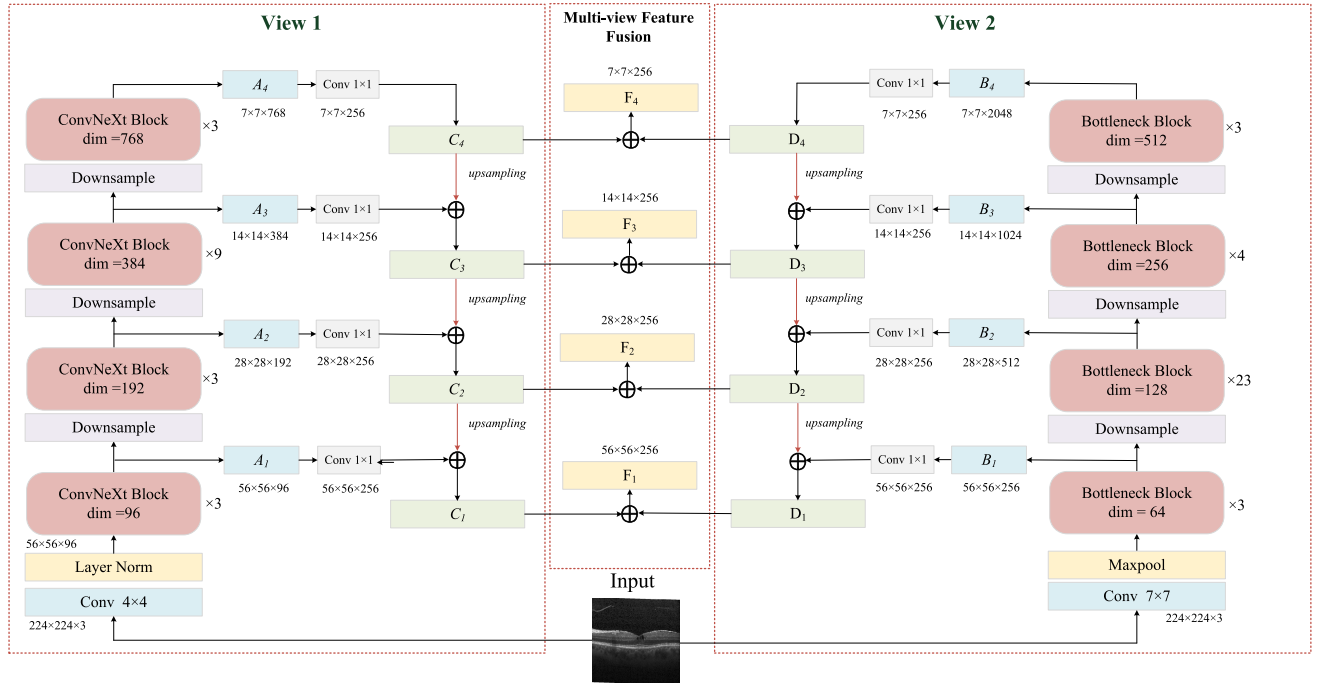 View 1
A4
7×7×768
Conv 1×1
7×7×256
ConvNeXt Block
dim =768
×3
C4
Downsample
upsampling
A3
14×14×384
Conv 1×1
14×14×256
ConvNeXt Block
dim =384
×9
C3
Downsample
upsampling
A2
28×28×192
Conv 1×1
28×28×256
ConvNeXt Block
dim =192
×3
C2
Downsample
upsampling
A1
56×56×96
Conv 1×1
56×56×256
ConvNeXt Block
dim =96
×3
C1
56×56×96
Layer Norm
Conv 4×4
224×224×3
Multi-view Feature
Fusion
7×7×256
F4
14×14×256
F3
28×28×256
F2
56×56×256
F1
Input
View 2
Conv 1×1
7×7×256
B4
7×7×2048
Bottleneck Block
dim =512
×3
D4
Downsample
upsampling
Conv 1×1
14×14×256
B3
14×14×1024
Bottleneck Block
dim =256
×4
D3
Downsample
upsampling
Conv 1×1
28×28×256
B2
28×28×512
Bottleneck Block
dim =128
×23
D2
Downsample
upsampling
Conv 1×1
56×56×256
B1
56×56×256
Bottleneck Block
dim = 64
×3
D1
Maxpool
Conv 7×7
224×224×3